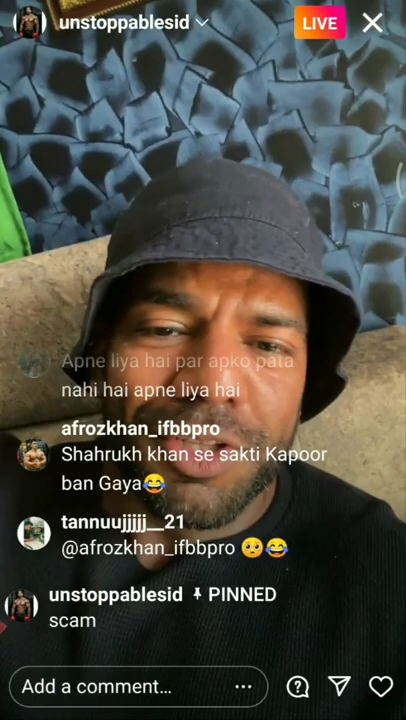 unstoppablesid
LIVE
Apne liya hai par apko pata
nahi hai apne liya hai
afrozkhan_ifbbpro
Shahrukh khan se sakti Kapoor
ban Gaya😂
tannuujjjjj__21
@afrozkhan_ifbbpro 🥺😂
unstoppablesid PINNED
scam
Add a comment...